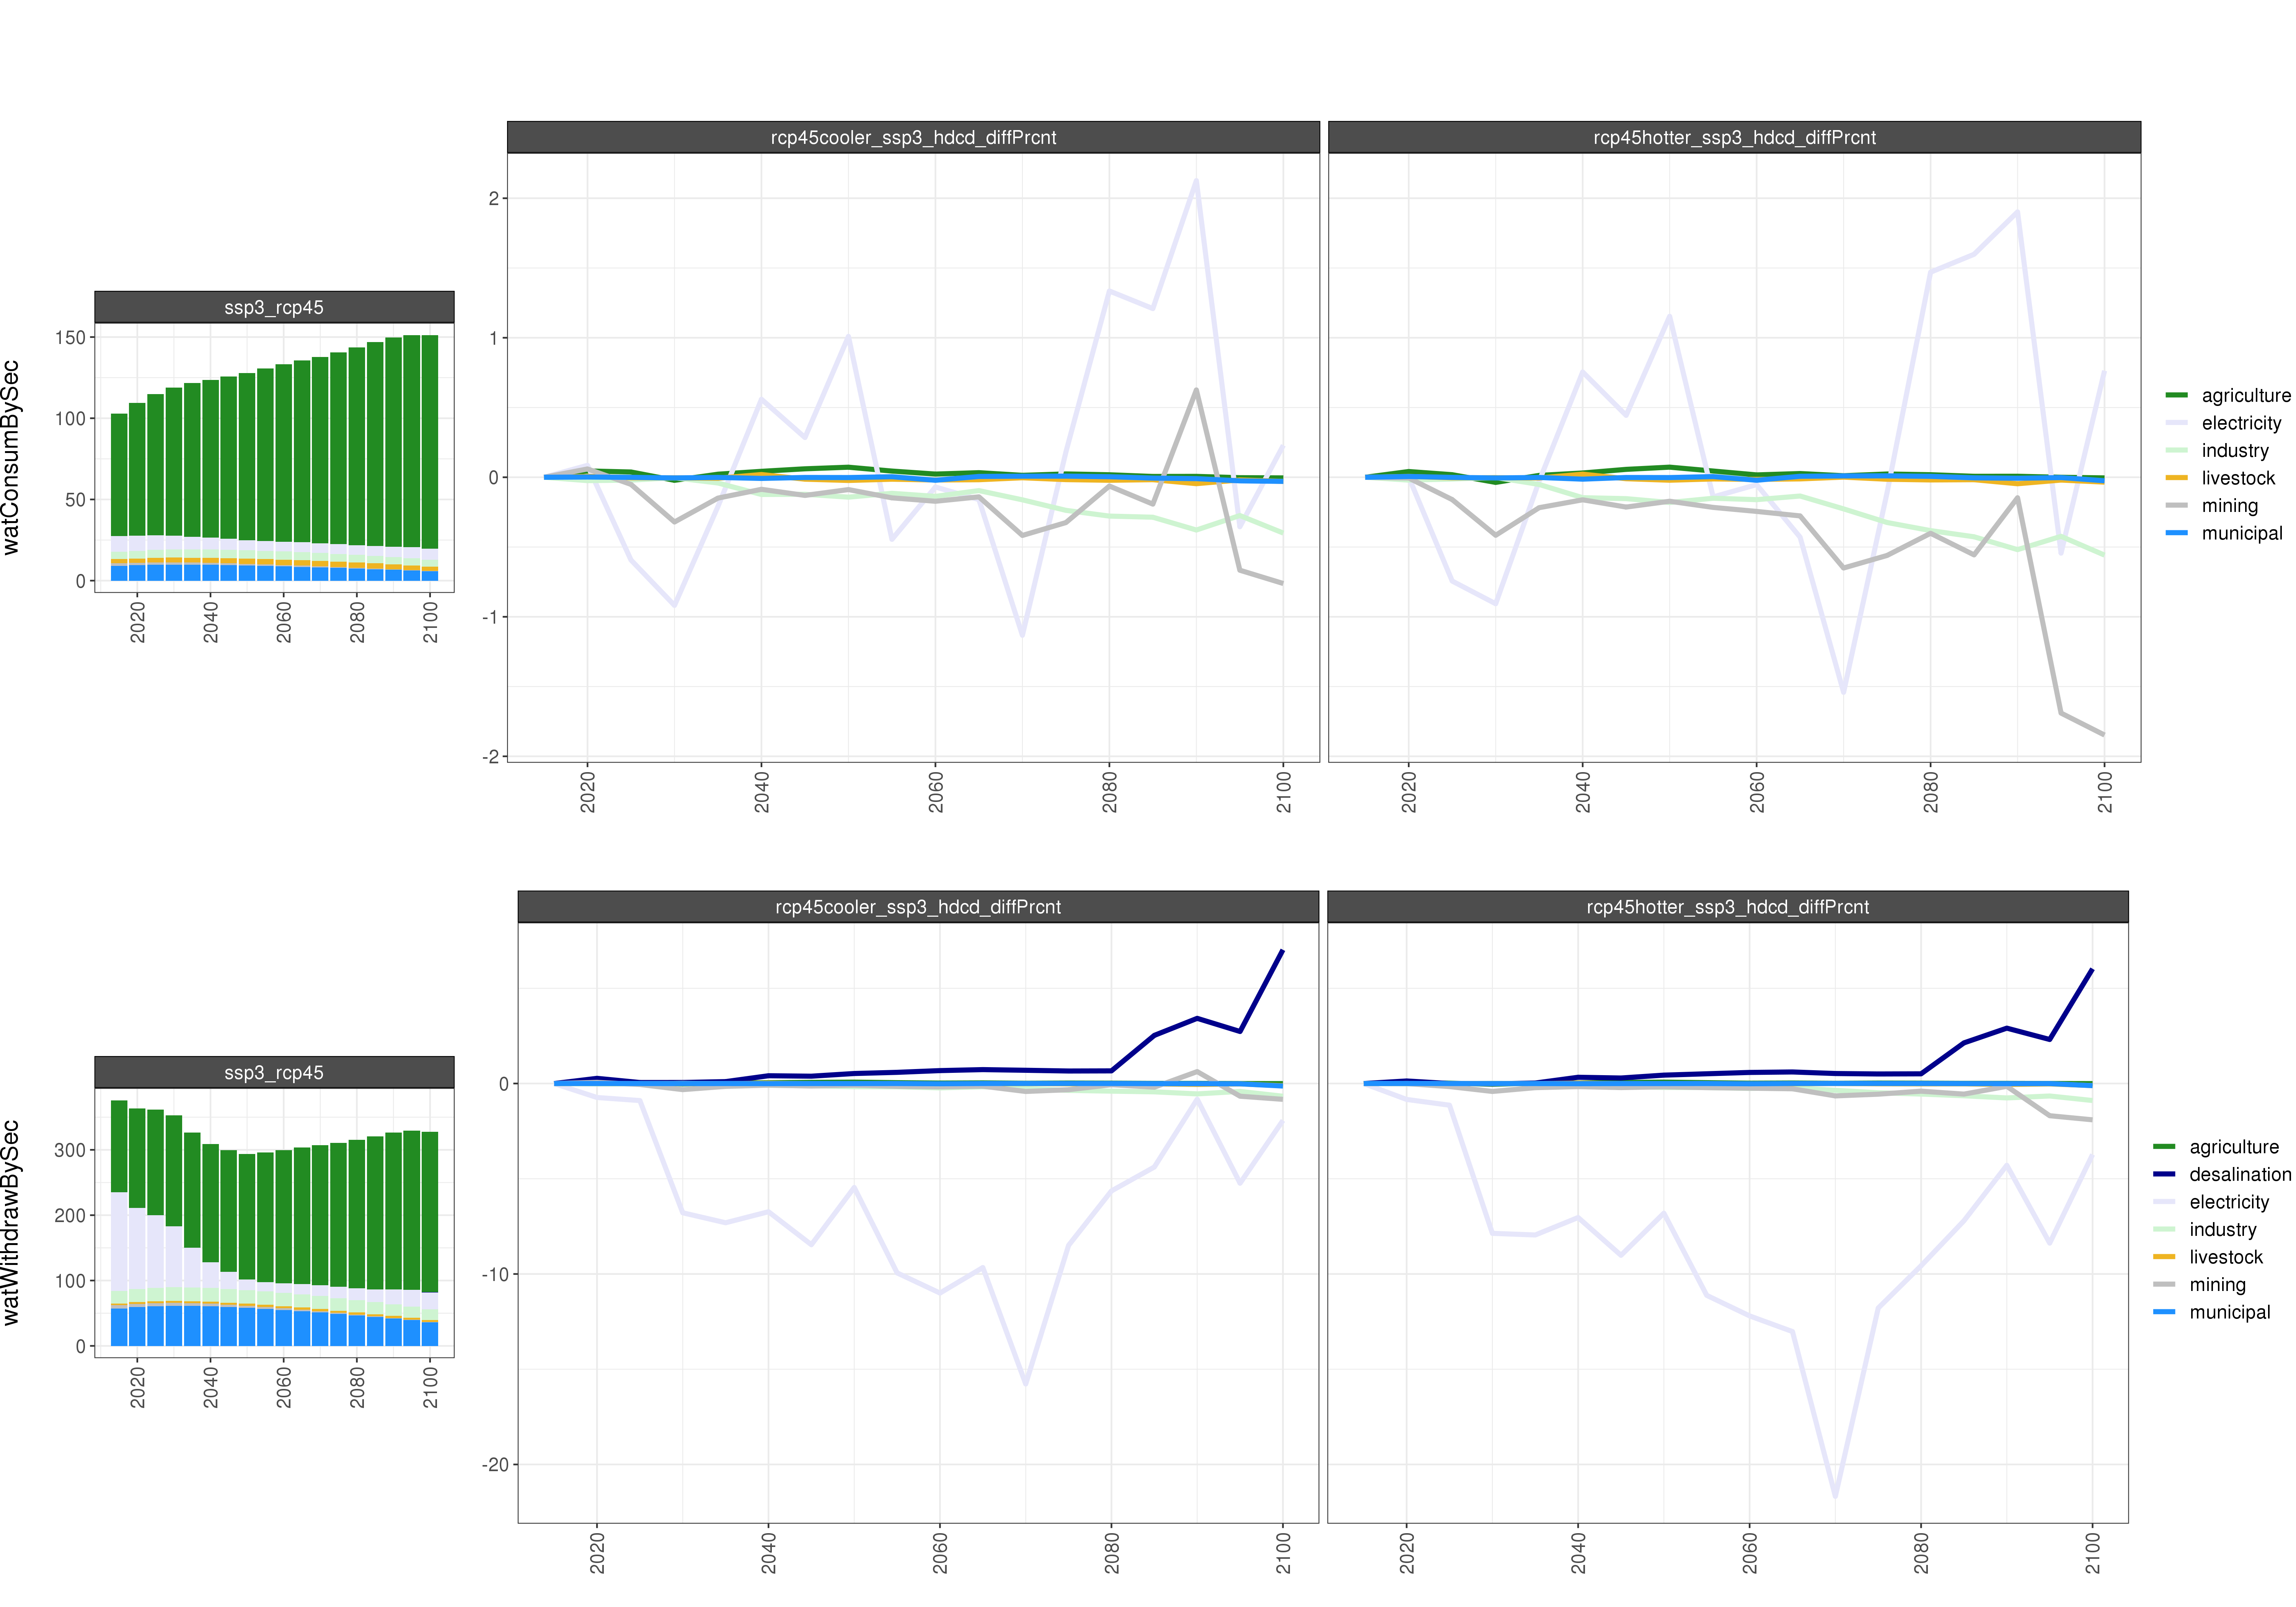 rcp45cooler_ssp3_hdcd_diffPrcnt
rcp45hotter_ssp3_hdcd_diffPrcnt
ssp3_rcp45
watConsumBySec
150
100
50
0
2020
2040
2060
2080
2100
2
1
0
-1
-2
2020
2040
2060
2080
2100
2020
2040
2060
2080
2100
agriculture
electricity
industry
livestock
mining
municipal
rcp45cooler_ssp3_hdcd_diffPrcnt
rcp45hotter_ssp3_hdcd_diffPrcnt
ssp3_rcp45
watWithdrawBySec
300
200
100
0
2020
2040
2060
2080
2100
0
-10
-20
2020
2040
2060
2080
2100
2020
2040
2060
2080
2100
agriculture
desalination
electricity
industry
livestock
mining
municipal